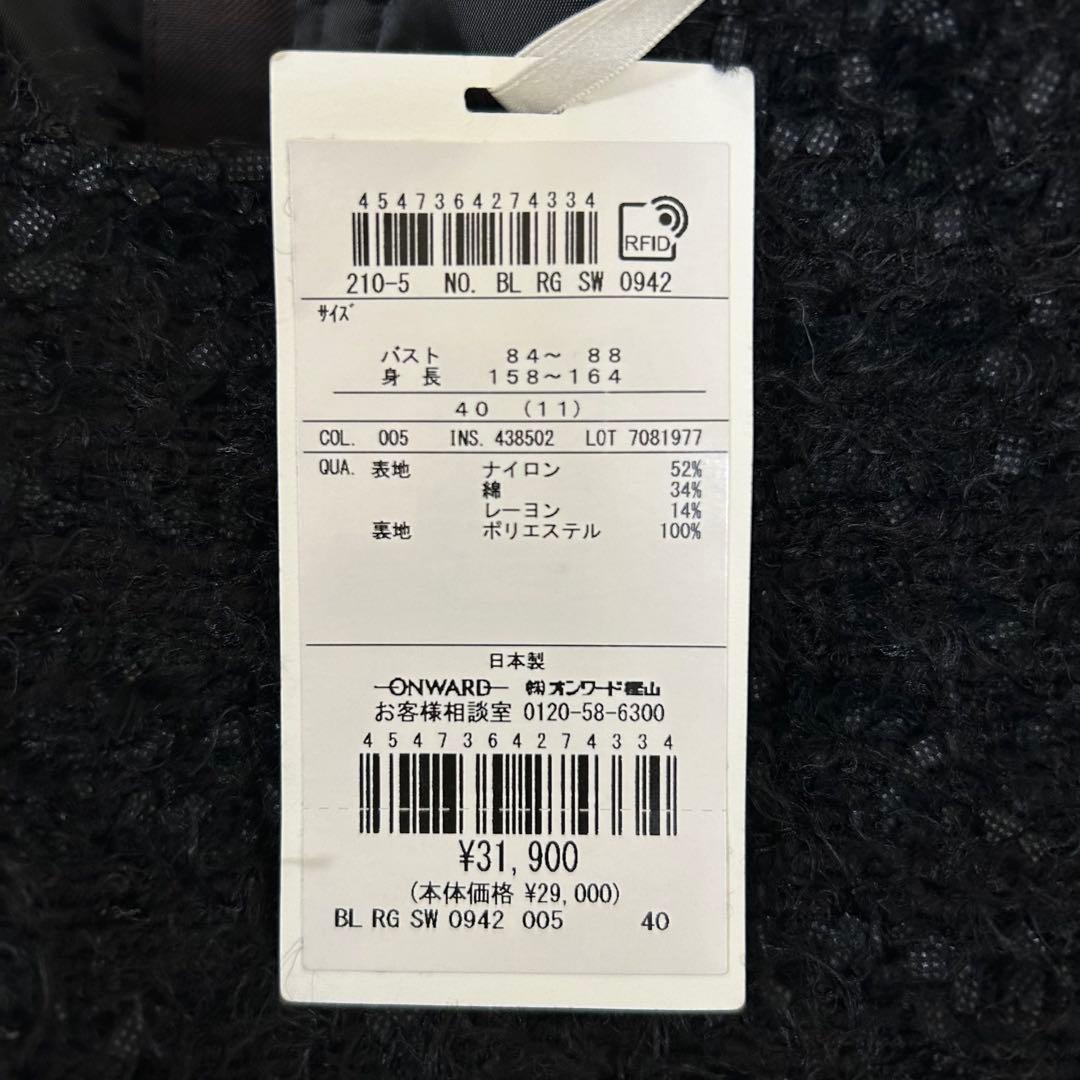 4547364274334
RFID
210-5 NO. BL RG SW 0942
ｻｲｽﾞ
バスト 84～ 88
身 長 158～164
40 (11)
COL. 005 INS. 438502 LOT 7081977
QUA. 表地 ナイロン 52%
綿 34%
レーヨン 14%
裏地 ポリエステル 100%
日本製
ONWARD ㈱オンワード樫山
お客様相談室 0120-58-6300
4547364274334
¥31,900
(本体価格 ¥29,000)
BL RG SW 0942 005 40